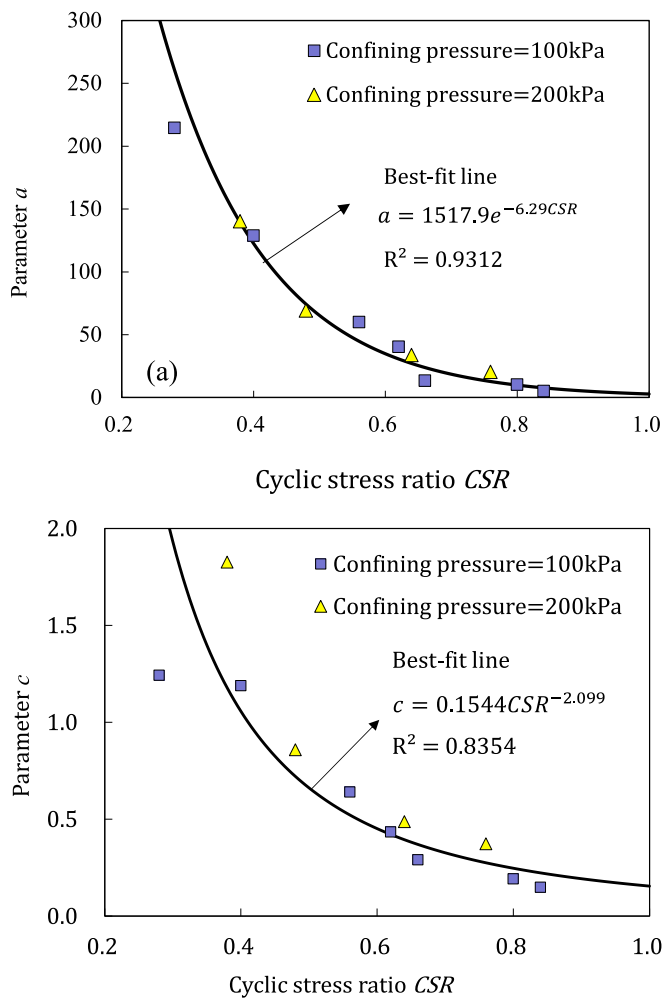 300
250
200
150
100
50
0
Parameter a
Confining pressure=100kPa
Confining pressure=200kPa
Best-fit line
a = 1517.9e^{-6.29CSR}
R² = 0.9312
(a)
0.2 0.4 0.6 0.8 1.0
Cyclic stress ratio CSR
2.0
1.5
1.0
0.5
0.0
Parameter c
Confining pressure=100kPa
Confining pressure=200kPa
Best-fit line
c = 0.1544CSR^{-2.099}
R² = 0.8354
0.2 0.4 0.6 0.8 1.0
Cyclic stress ratio CSR